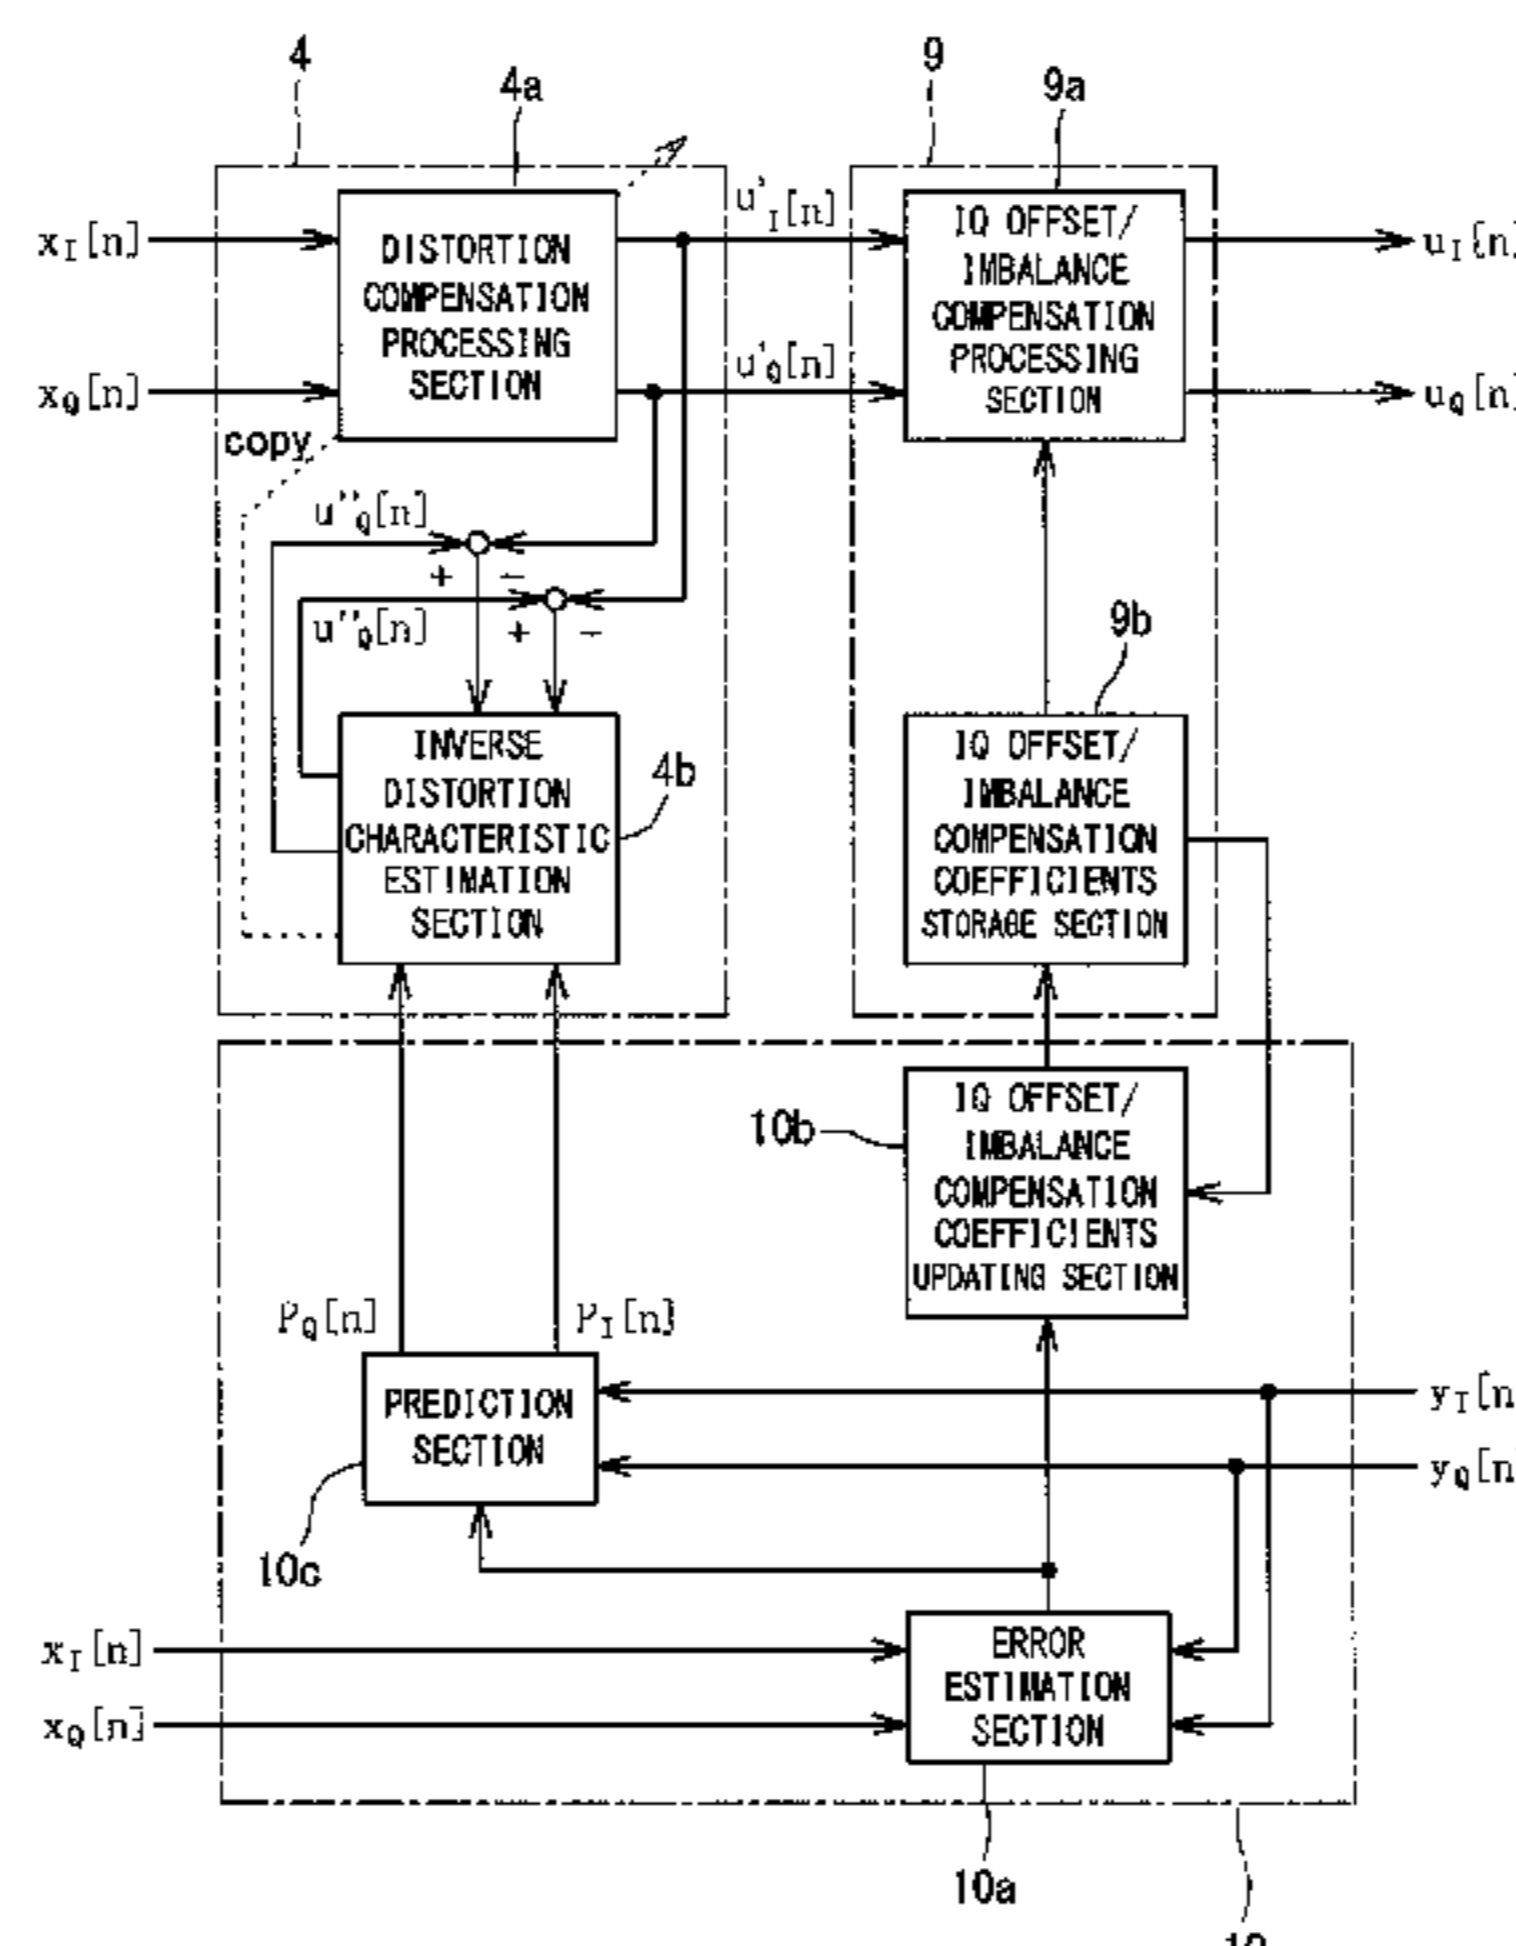 4
4a
9
9a
xI[n]
xQ[n]
DISTORTION
COMPENSATION
PROCESSING
SECTION
u'I[n]
u'Q[n]
IQ OFFSET/
IMBALANCE
COMPENSATION
PROCESSING
SECTION
uI[n]
uQ[n]
copy
u''Q[n]
+ −
u''Q[n]
+ −
INVERSE
DISTORTION
CHARACTERISTIC
ESTIMATION
SECTION
4b
9b
IQ OFFSET/
IMBALANCE
COMPENSATION
COEFFICIENTS
STORAGE SECTION
10b
IQ OFFSET/
IMBALANCE
COMPENSATION
COEFFICIENTS
UPDATING SECTION
PQ[n]
PI[n]
PREDICTION
SECTION
10c
yI[n
yQ[n
xI[n]
xQ[n]
ERROR
ESTIMATION
SECTION
10a